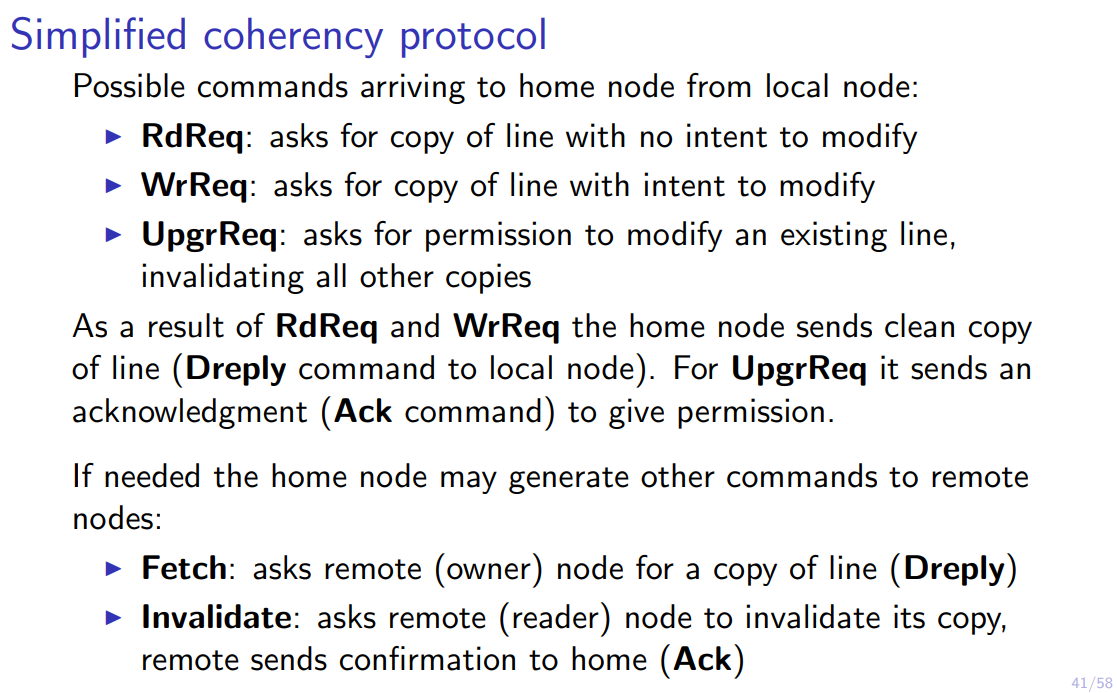 Simplified coherency protocol
Possible commands arriving to home node from local node:
▶ RdReq: asks for copy of line with no intent to modify
▶ WrReq: asks for copy of line with intent to modify
▶ UpgrReq: asks for permission to modify an existing line,
invalidating all other copies
As a result of RdReq and WrReq the home node sends clean copy
of line (Dreply command to local node). For UpgrReq it sends an
acknowledgment (Ack command) to give permission.
If needed the home node may generate other commands to remote
nodes:
▶ Fetch: asks remote (owner) node for a copy of line (Dreply)
▶ Invalidate: asks remote (reader) node to invalidate its copy,
remote sends confirmation to home (Ack)
41/58